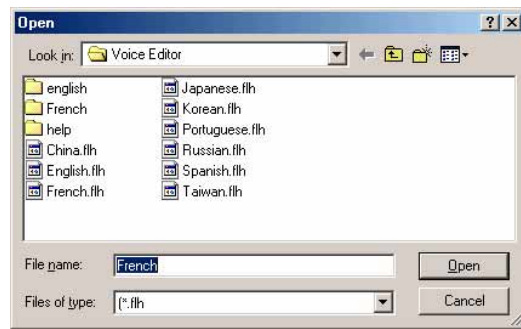 Open
Look in: Voice Editor
english
French
help
China.flh
English.flh
French.flh
Japanese.flh
Korean.flh
Portuguese.flh
Russian.flh
Spanish.flh
Taiwan.flh
File name: French Open
Files of type: (*.flh Cancel